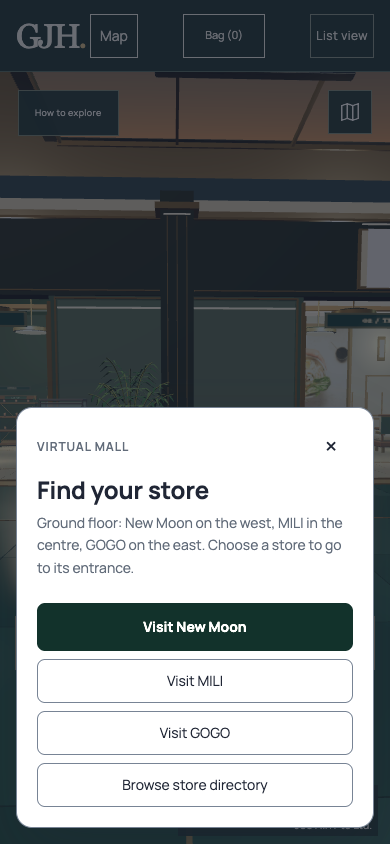 GJH.
Map
Bag (0)
List view
How to explore
VIRTUAL MALL
Find your store
Ground floor: New Moon on the west, MILI in the
centre, GOGO on the east. Choose a store to go
to its entrance.
Visit New Moon
Visit MILI
Visit GOGO
Browse store directory